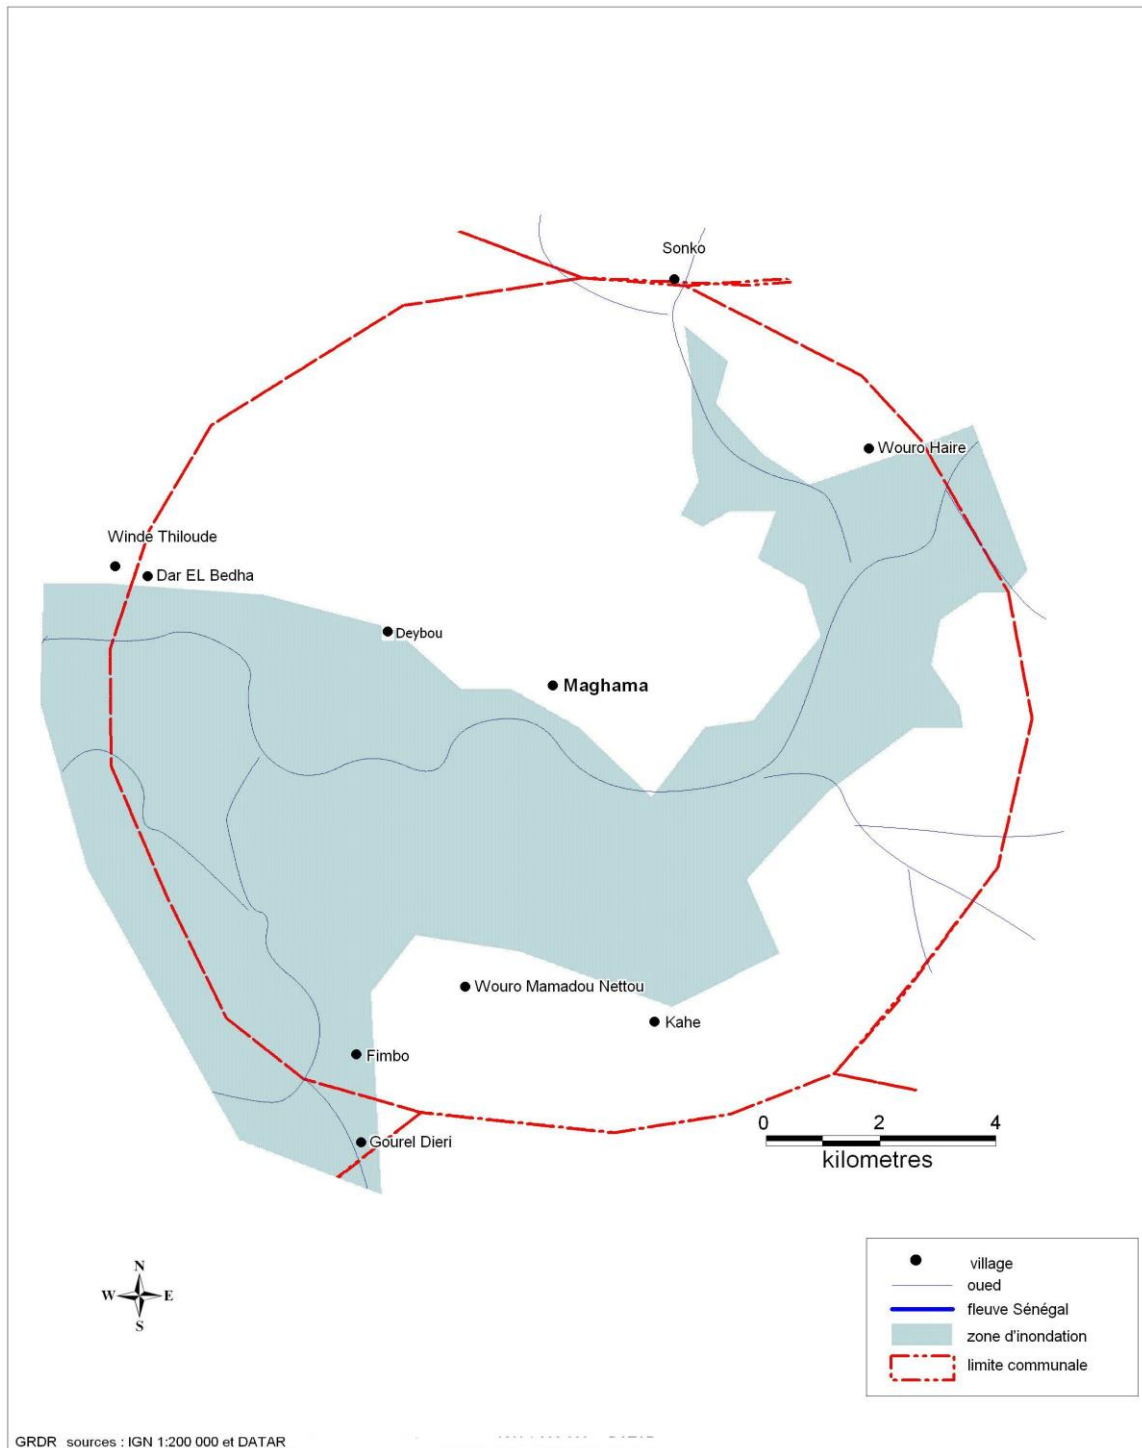 Sonko
Wouro Haire
Winde Thiloude
Dar EL Bedha
Deybou
Maghama
Wouro Mamadou Nettou
Kahe
Fimbo
Gourel Dieri
0 2 4
kilometres
N
W E
S
village
oued
fleuve Sénégal
zone d'inondation
limite communale
GRDR sources : IGN 1:200 000 et DATAR